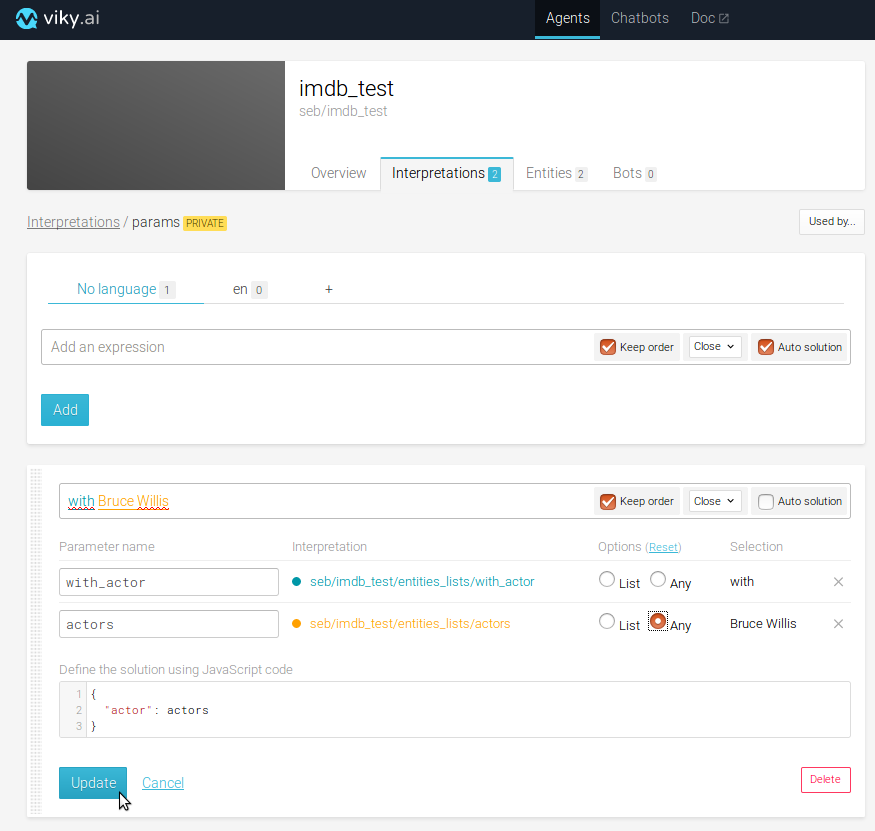 viky.ai Agents Chatbots Doc
imdb_test
seb/imdb_test
Overview Interpretations 2 Entities 2 Bots 0
Interpretations / params PRIVATE Used by...
No language 1 en 0 +
Add an expression Keep order Close Auto solution
Add
with Bruce Willis Keep order Close Auto solution
Parameter name Interpretation Options (Reset) Selection
with_actor seb/imdb_test/entities_lists/with_actor List Any with
actors seb/imdb_test/entities_lists/actors List Any Bruce Willis
Define the solution using JavaScript code
1 {
2 "actor": actors
3 }
Update Cancel Delete